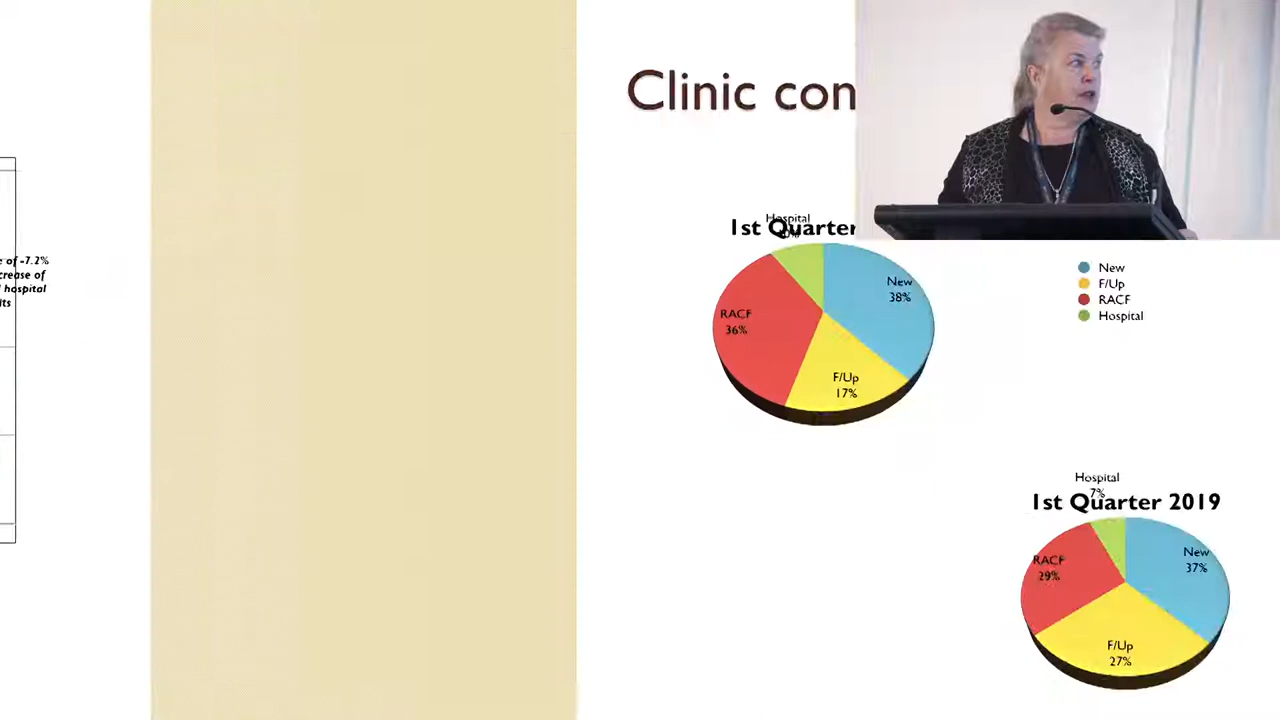 Clinic con
e of -7.2%
crease of
hospital
its
Hospital
1st Quarter
New
38%
RACF
36%
F/Up
17%
New
F/Up
RACF
Hospital
Hospital
7%
1st Quarter 2019
New
37%
RACF
29%
F/Up
27%